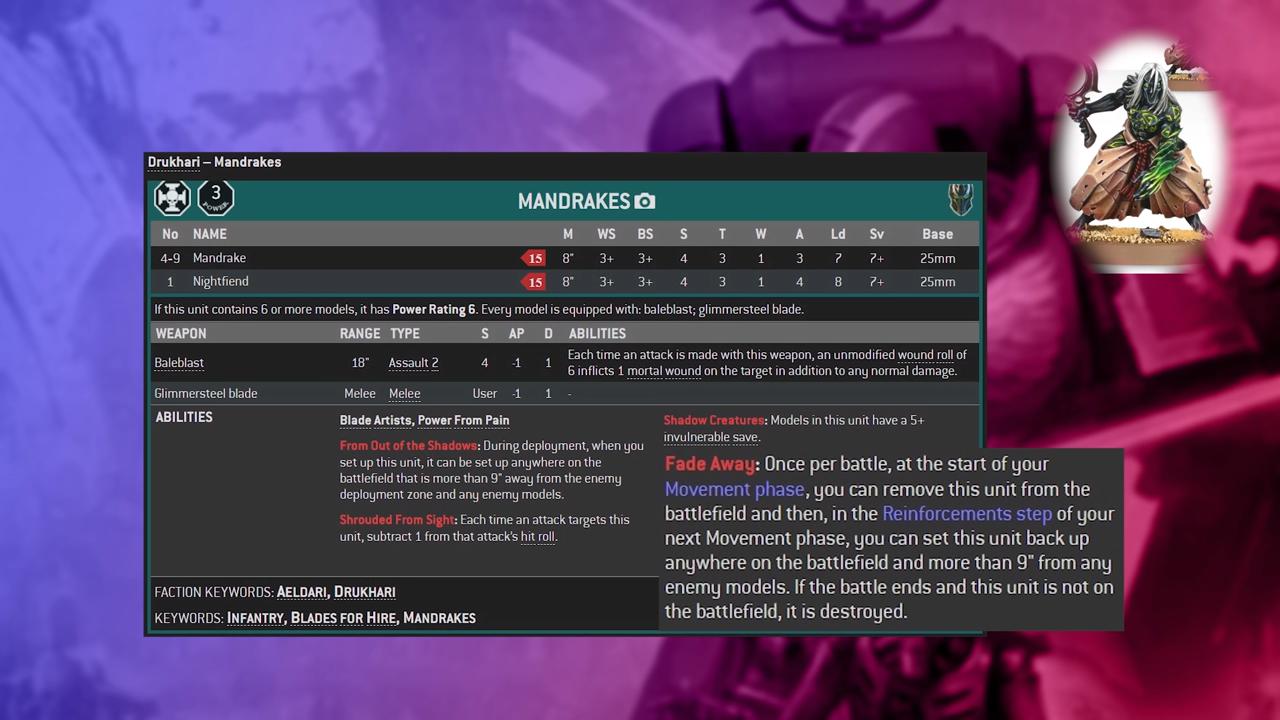 Drukhari – Mandrakes
3
POWER
MANDRAKES
No NAME M WS BS S T W A Ld Sv Base
4-9 Mandrake 15 8" 3+ 3+ 4 3 1 3 7 7+ 25mm
1 Nightfiend 15 8" 3+ 3+ 4 3 1 4 8 7+ 25mm
If this unit contains 6 or more models, it has Power Rating 6. Every model is equipped with: baleblast; glimmersteel blade.
WEAPON RANGE TYPE S AP D ABILITIES
Baleblast 18" Assault 2 4 -1 1 Each time an attack is made with this weapon, an unmodified wound roll of
6 inflicts 1 mortal wound on the target in addition to any normal damage.
Glimmersteel blade Melee Melee User -1 1 -
ABILITIES
Blade Artists, Power From Pain
From Out of the Shadows: During deployment, when you
set up this unit, it can be set up anywhere on the
battlefield that is more than 9" away from the enemy
deployment zone and any enemy models.
Shrouded From Sight: Each time an attack targets this
unit, subtract 1 from that attack's hit roll.
Shadow Creatures: Models in this unit have a 5+
invulnerable save.
Fade Away: Once per battle, at the start of your
Movement phase, you can remove this unit from the
battlefield and then, in the Reinforcements step of your
next Movement phase, you can set this unit back up
anywhere on the battlefield and more than 9" from any
enemy models. If the battle ends and this unit is not on
the battlefield, it is destroyed.
FACTION KEYWORDS: AELDARI, DRUKHARI
KEYWORDS: INFANTRY, BLADES FOR HIRE, MANDRAKES